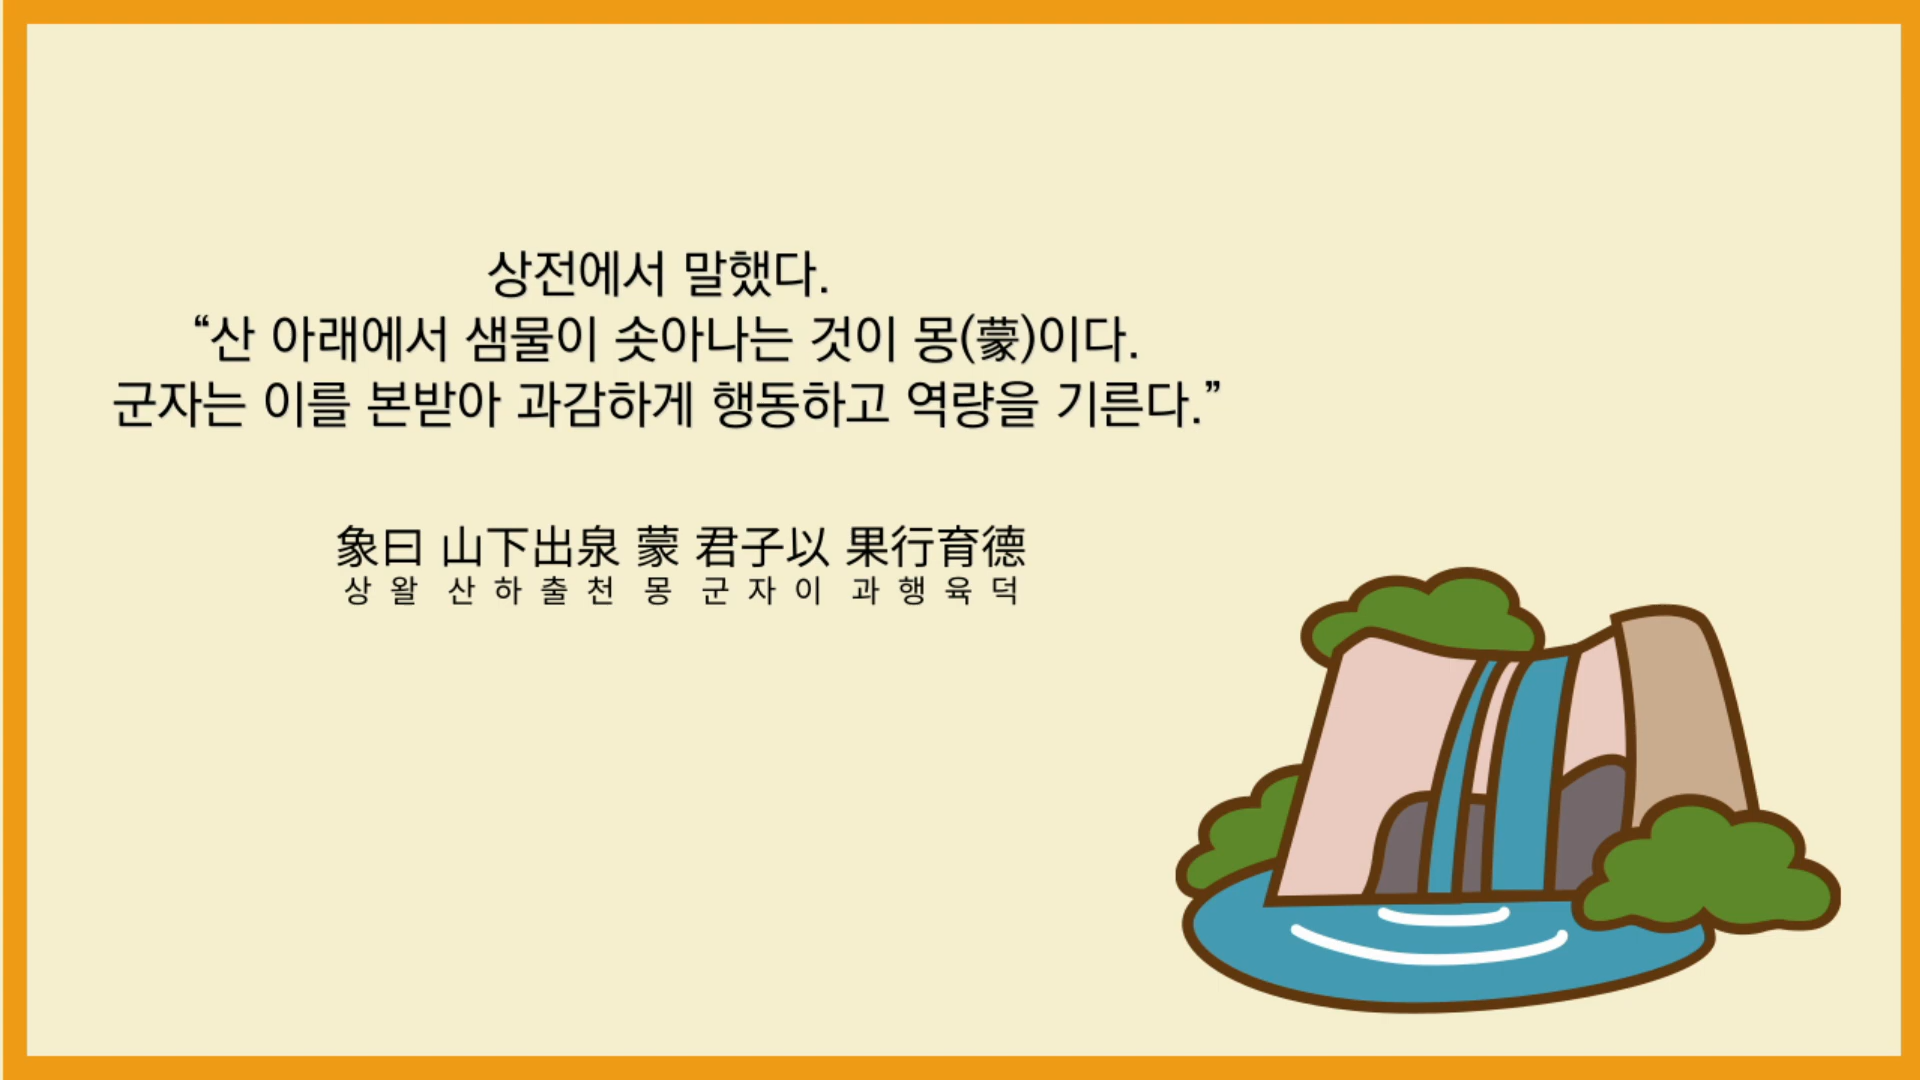 상전에서 말했다.
“산 아래에서 샘물이 솟아나는 것이 몽(蒙)이다.
군자는 이를 본받아 과감하게 행동하고 역량을 기른다.”
象曰 山下出泉 蒙 君子以 果行育德
상 왈 산 하 출 천 몽 군 자 이 과 행 육 덕